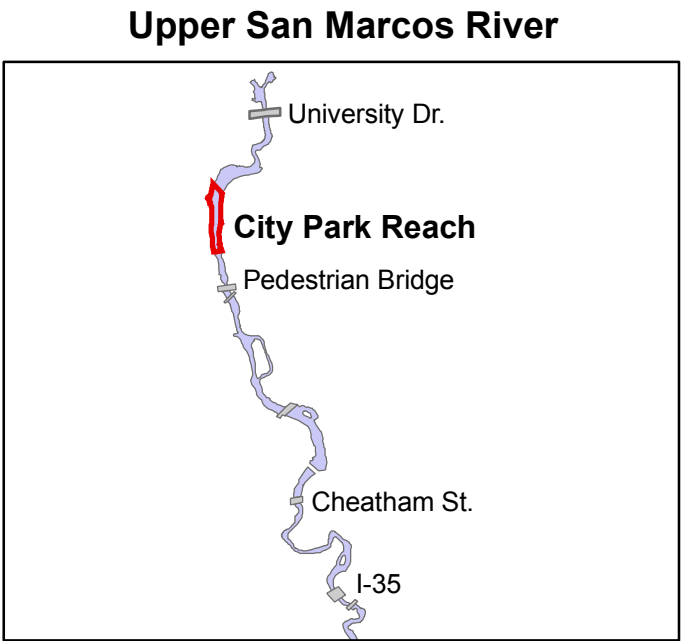 Upper San Marcos River
University Dr.
City Park Reach
Pedestrian Bridge
Cheatham St.
I-35